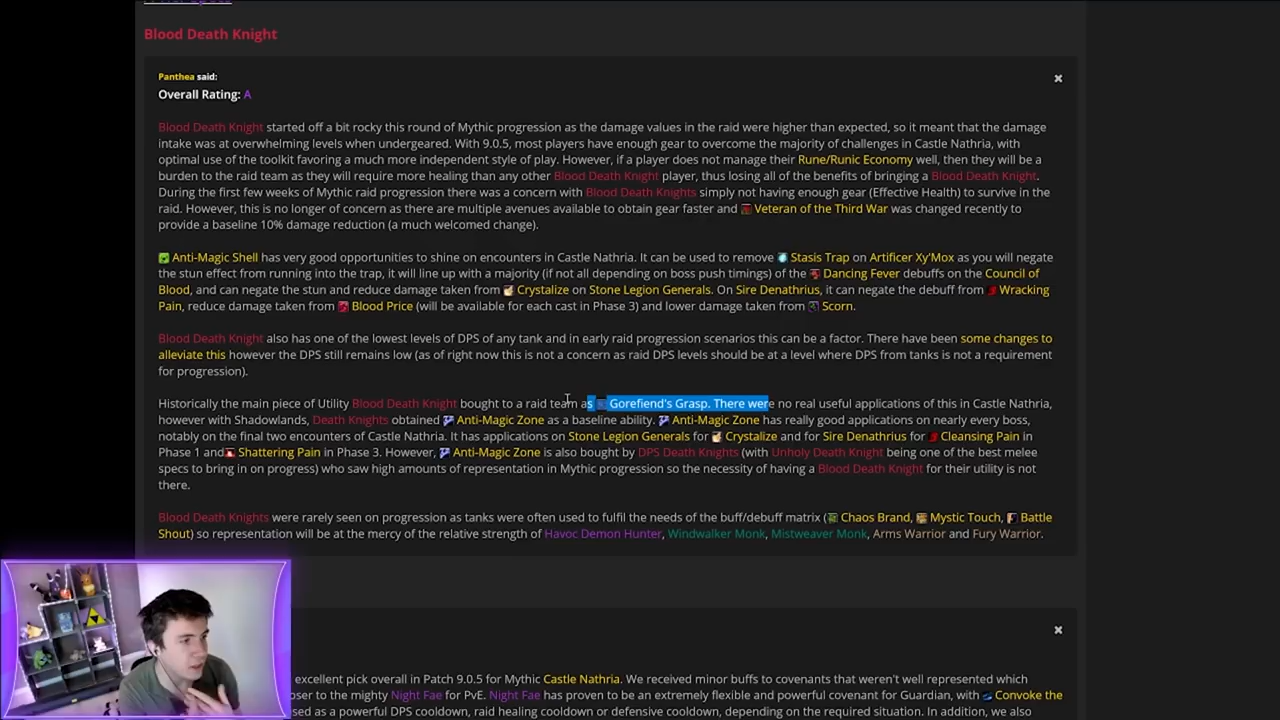 Blood Death Knight
Panthea said:
Overall Rating: A
Blood Death Knight started off a bit rocky this round of Mythic progression as the damage values in the raid were higher than expected, so it meant that the damage
intake was at overwhelming levels when undergeared. With 9.0.5, most players have enough gear to overcome the majority of challenges in Castle Nathria, with
optimal use of the toolkit favoring a much more independent style of play. However, if a player does not manage their Rune/Runic Economy well, then they will be a
burden to the raid team as they will require more healing than any other Blood Death Knight player, thus losing all of the benefits of bringing a Blood Death Knight.
During the first few weeks of Mythic raid progression there was a concern with Blood Death Knights simply not having enough gear (Effective Health) to survive in the
raid. However, this is no longer of concern as there are multiple avenues available to obtain gear faster and Veteran of the Third War was changed recently to
provide a baseline 10% damage reduction (a much welcomed change).
Anti-Magic Shell has very good opportunities to shine on encounters in Castle Nathria. It can be used to remove Stasis Trap on Artificer Xy'Mox as you will negate
the stun effect from running into the trap, it will line up with a majority (if not all depending on boss push timings) of the Dancing Fever debuffs on the Council of
Blood, and can negate the stun and reduce damage taken from Crystalize on Stone Legion Generals. On Sire Denathrius, it can negate the debuff from Wracking
Pain, reduce damage taken from Blood Price (will be available for each cast in Phase 3) and lower damage taken from Scorn.
Blood Death Knight also has one of the lowest levels of DPS of any tank and in early raid progression scenarios this can be a factor. There have been some changes to
alleviate this however the DPS still remains low (as of right now this is not a concern as raid DPS levels should be at a level where DPS from tanks is not a requirement
for progression).
Historically the main piece of Utility Blood Death Knight bought to a raid team as Gorefiend's Grasp. There were no real useful applications of this in Castle Nathria,
however with Shadowlands, Death Knights obtained Anti-Magic Zone as a baseline ability. Anti-Magic Zone has really good applications on nearly every boss,
notably on the final two encounters of Castle Nathria. It has applications on Stone Legion Generals for Crystalize and for Sire Denathrius for Cleansing Pain in
Phase 1 and Shattering Pain in Phase 3. However, Anti-Magic Zone is also bought by DPS Death Knights (with Unholy Death Knight being one of the best melee
specs to bring in on progress) who saw high amounts of representation in Mythic progression so the necessity of having a Blood Death Knight for their utility is not
there.
Blood Death Knights were rarely seen on progression as tanks were often used to fulfil the needs of the buff/debuff matrix (Chaos Brand, Mystic Touch, Battle
Shout) so representation will be at the mercy of the relative strength of Havoc Demon Hunter, Windwalker Monk, Mistweaver Monk, Arms Warrior and Fury Warrior.
excellent pick overall in Patch 9.0.5 for Mythic Castle Nathria. We received minor buffs to covenants that weren't well represented which
oser to the mighty Night Fae for PvE. Night Fae has proven to be an extremely flexible and powerful covenant for Guardian, with Convoke the
sed as a powerful DPS cooldown, raid healing cooldown or defensive cooldown, depending on the required situation. In addition, we also